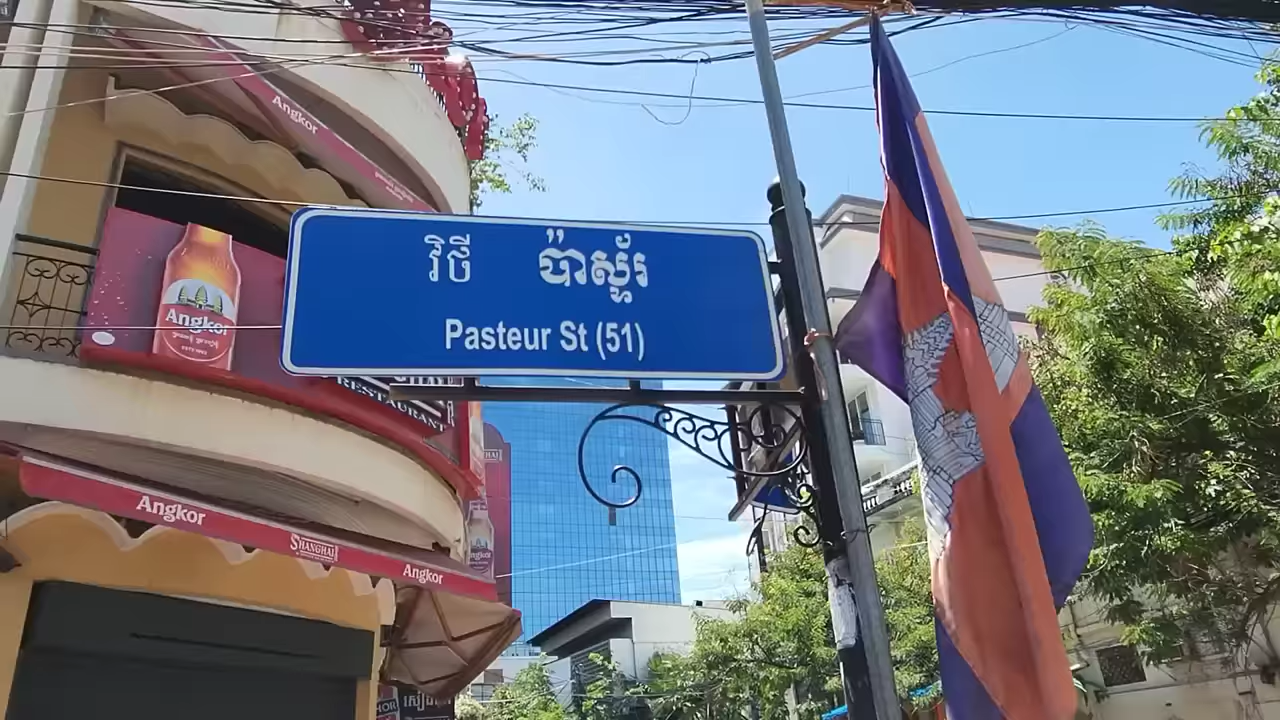 Angkor
វិថី ប៉ាស្ទ័រ
Pasteur St (51)
Angkor
RESTAURANT
Angkor
SHANGHAI
Angkor